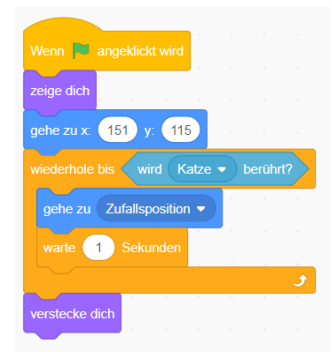 Wenn angeklickt wird
zeige dich
gehe zu x: 151 y: 115
wiederhole bis wird Katze berührt?
gehe zu Zufallsposition
warte 1 Sekunden
verstecke dich